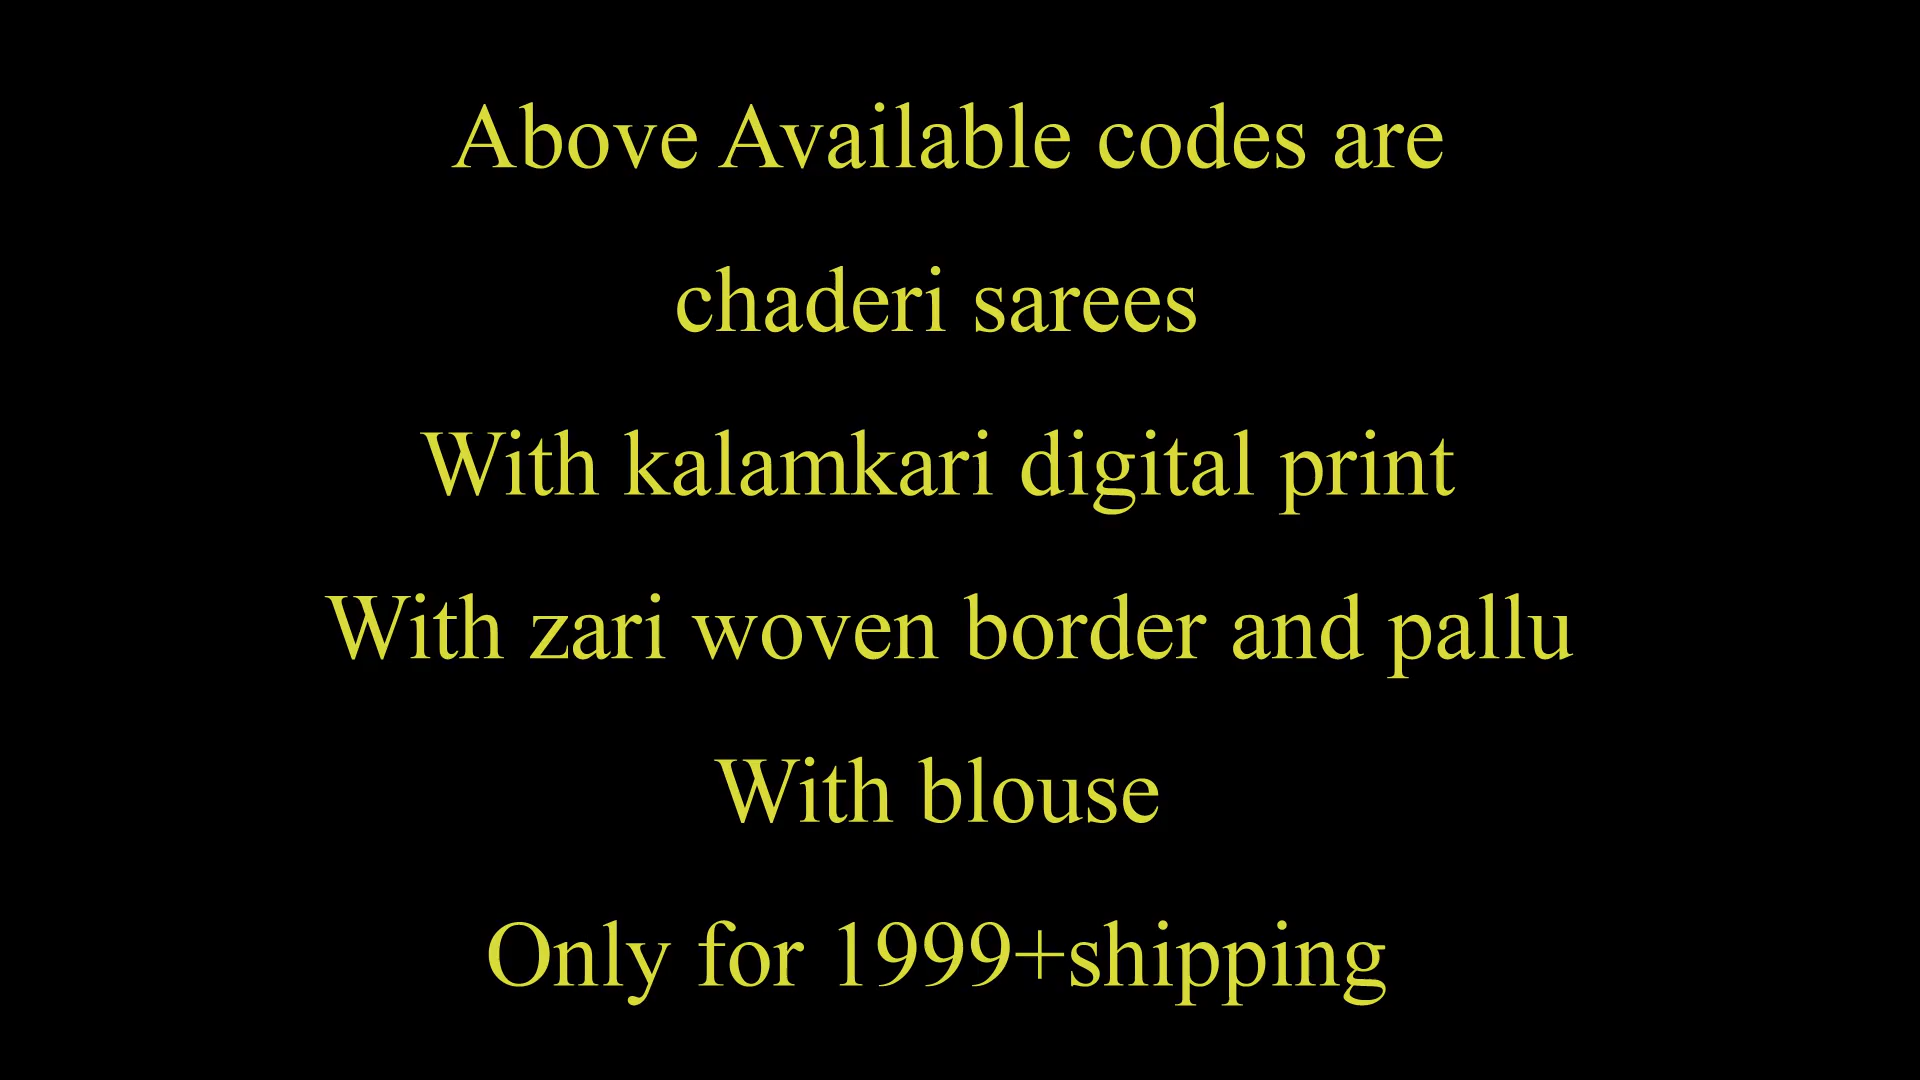 Above Available codes are
chaderi sarees
With kalamkari digital print
With zari woven border and pallu
With blouse
Only for 1999+shipping